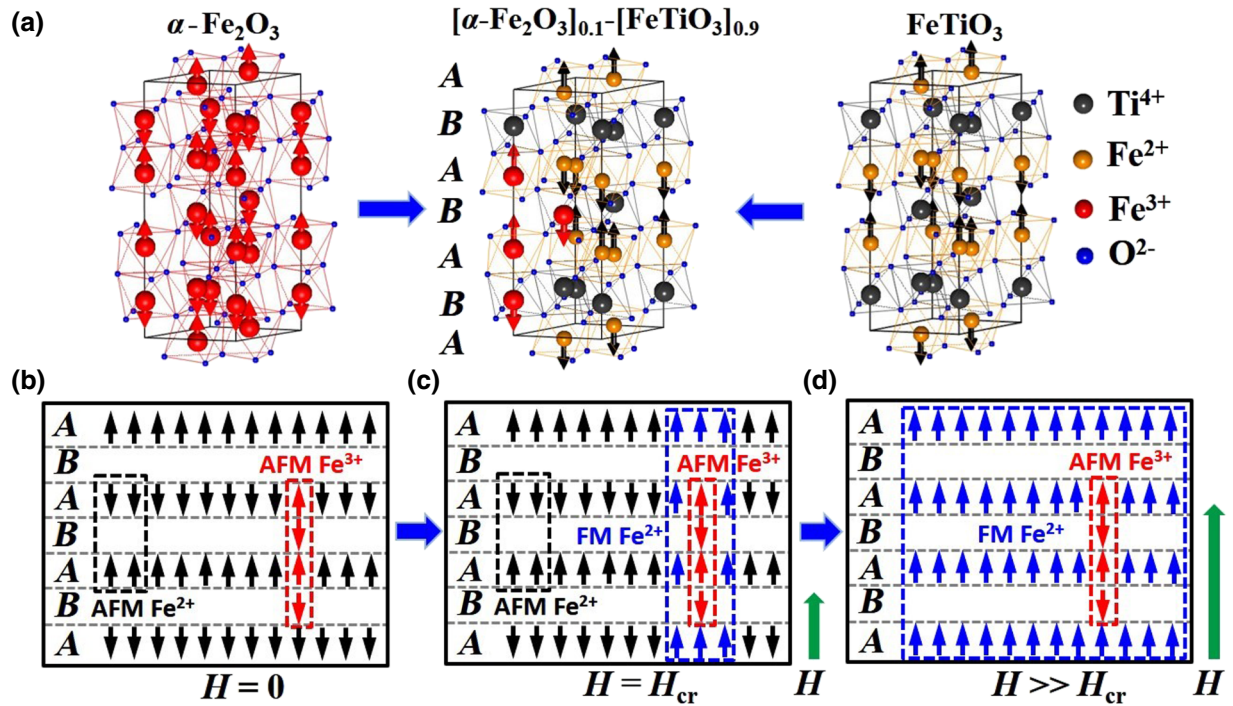 (a)
α-Fe₂O₃
[α-Fe₂O₃]₀.₁-[FeTiO₃]₀.₉
FeTiO₃
A
B
A
B
A
B
A
Ti⁴⁺
Fe²⁺
Fe³⁺
O²⁻
(b)
A
B
AFM Fe³⁺
A
B
A
B
AFM Fe²⁺
A
H = 0
(c)
A
B
AFM Fe³⁺
A
B
FM Fe²⁺
A
B
AFM Fe²⁺
A
H = Hcr
H
(d)
A
B
AFM Fe³⁺
A
B
FM Fe²⁺
A
B
A
H >> Hcr
H